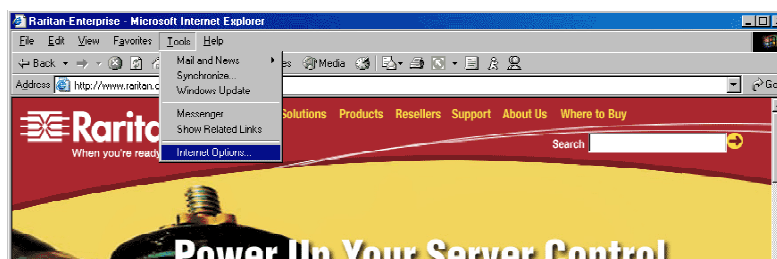 Raritan-Enterprise - Microsoft Internet Explorer
File Edit View Favorites Tools Help
Back Media
Address http://www.raritan.c Go
Mail and News
Synchronize...
Windows Update
Messenger
Show Related Links
Internet Options...
Solutions Products Resellers Support About Us Where to Buy
Search
When you're ready
Power Up Your Server Control